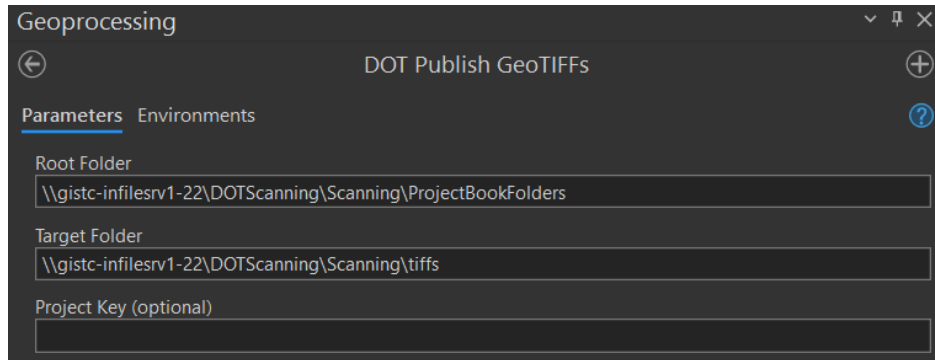 Geoprocessing
DOT Publish GeoTIFFs
Parameters Environments
Root Folder
\\gistc-infilesrv1-22\DOTScanning\Scanning\ProjectBookFolders
Target Folder
\\gistc-infilesrv1-22\DOTScanning\Scanning\tiffs
Project Key (optional)